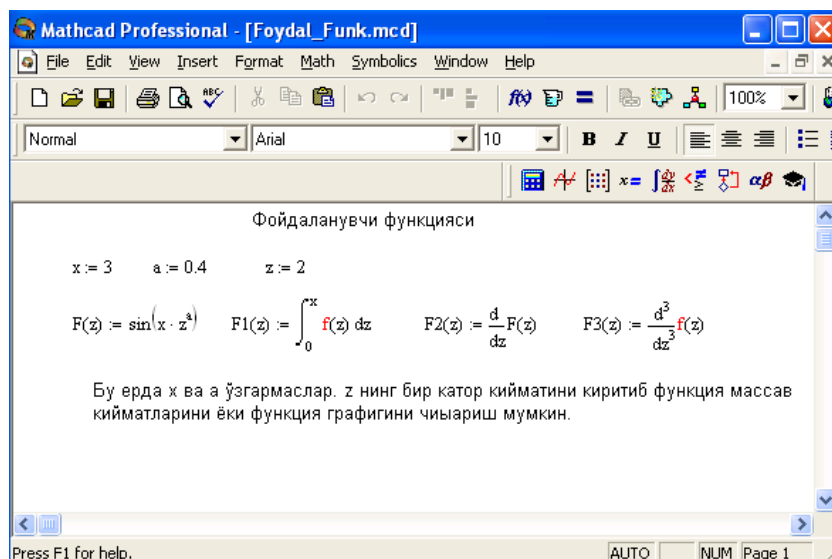 Mathcad Professional - [Foydal_Funk.mcd]
File Edit View Insert Format Math Symbolics Window Help
100%
Normal Arial 10 B I U
Фойдаланувчи функцияси
x := 3 a := 0.4 z := 2
F(z) := sin(x · z^a) F1(z) := ∫_0^x f(z) dz F2(z) := d/dz F(z) F3(z) := d^3/dz^3 f(z)
Бу ерда x ва а ўзгармаслар. z нинг бир катор кийматини киритиб функция массав
кийматларини ёки функция графигини чиыариш мумкин.
Press F1 for help. AUTO NUM Page 1